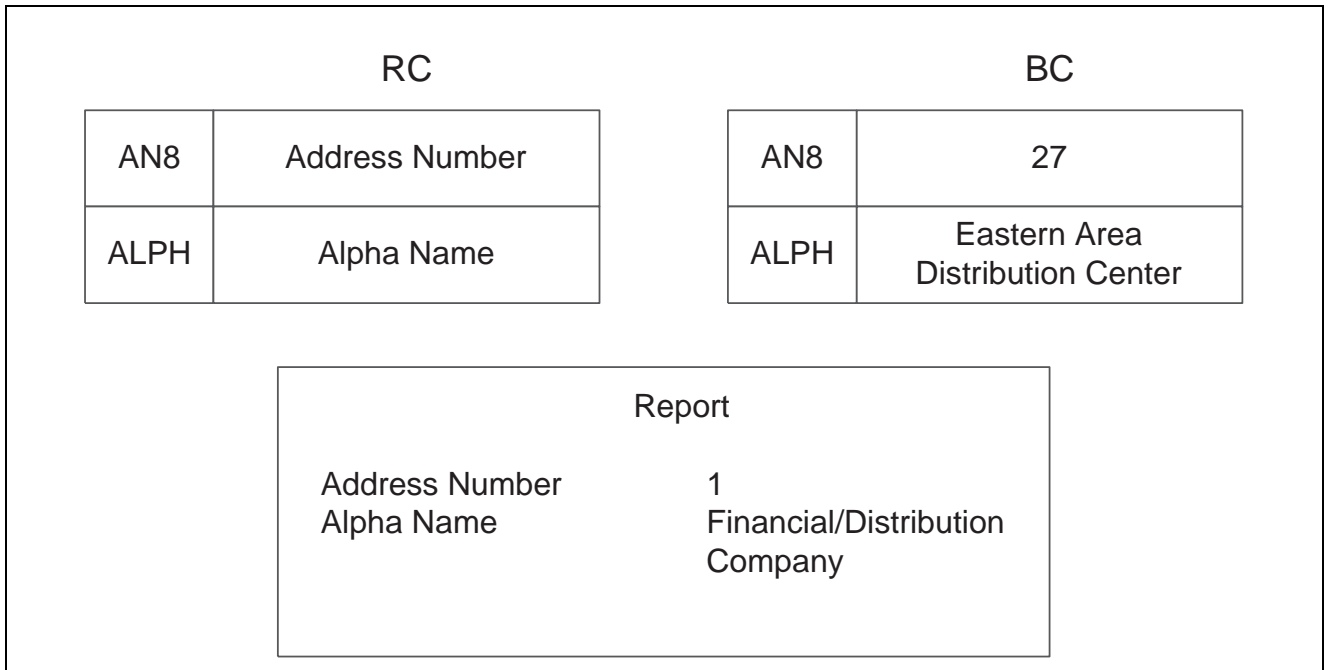 RC
AN8 Address Number
ALPH Alpha Name
BC
AN8 27
ALPH Eastern Area
Distribution Center
Report
Address Number 1
Alpha Name Financial/Distribution
Company